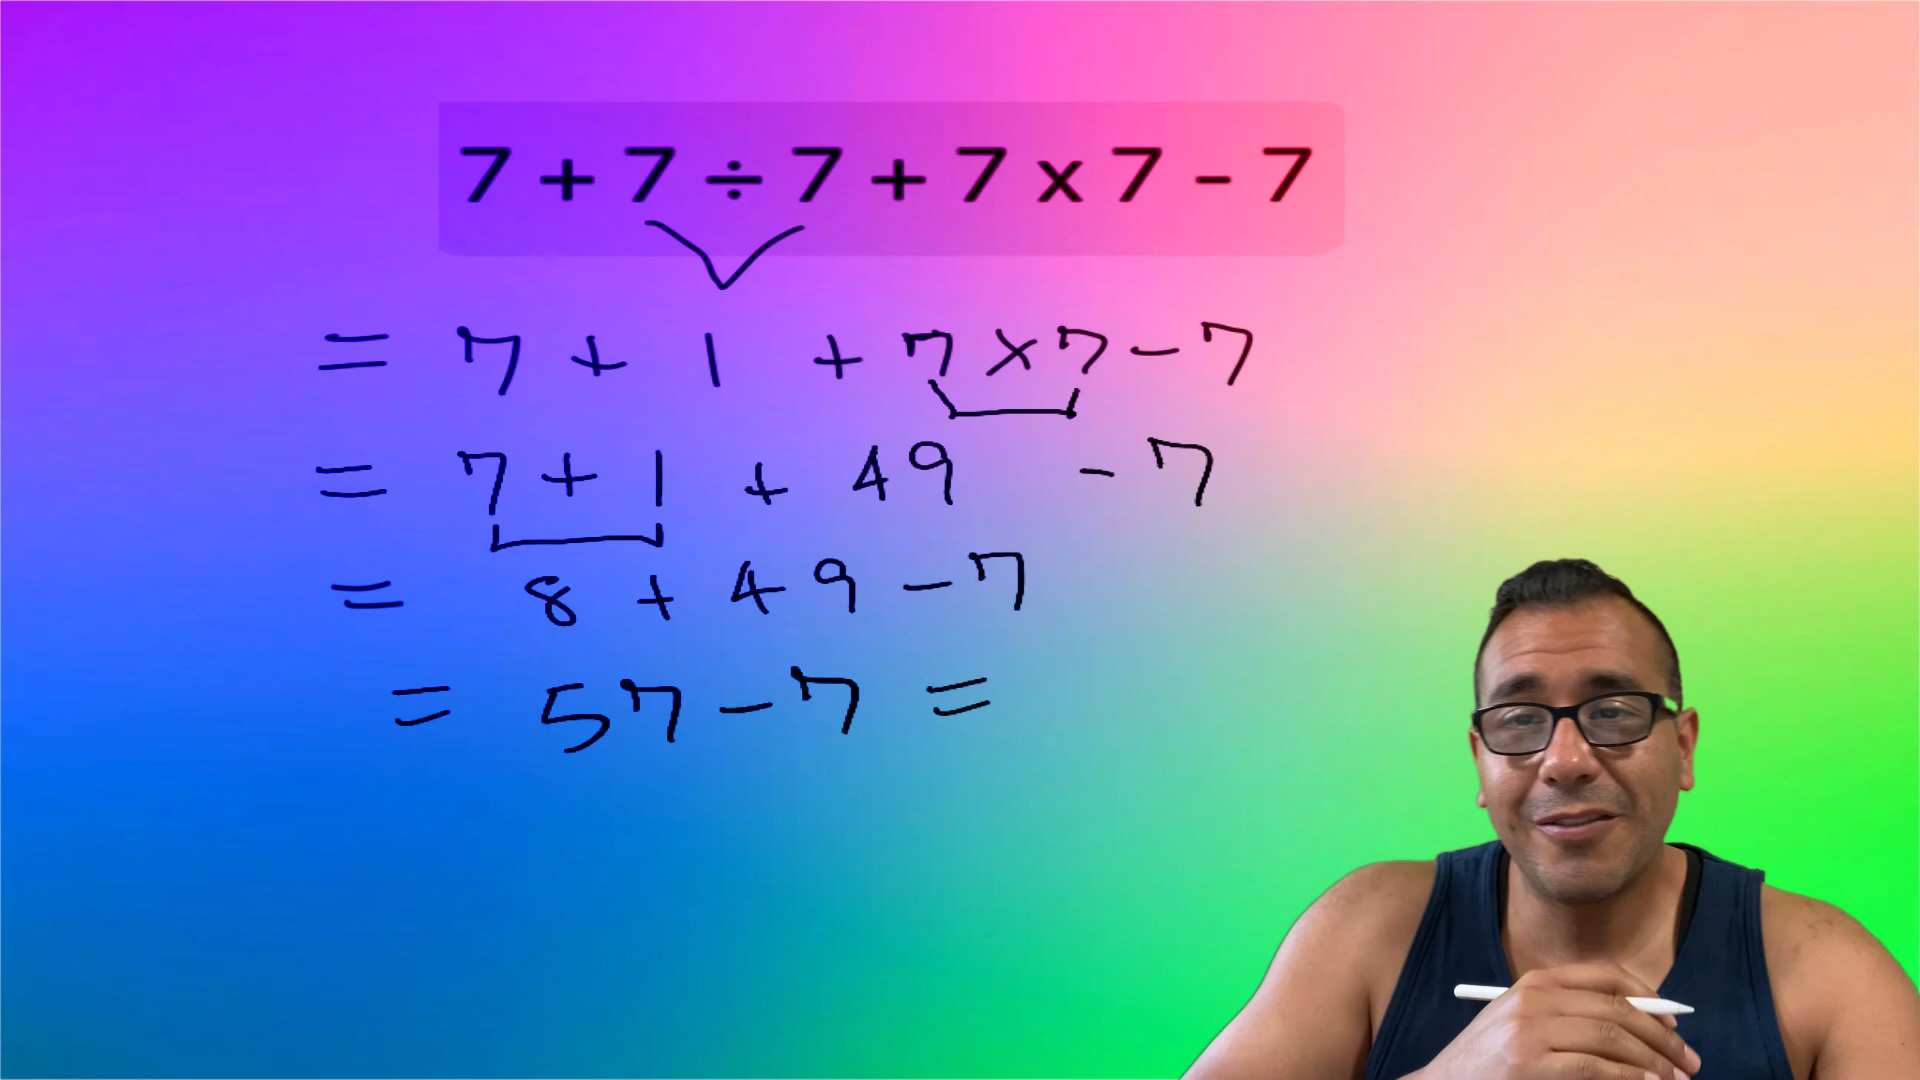 7 + 7 ÷ 7 + 7 x 7 - 7
= 7 + 1 + 7 × 7 - 7
= 7 + 1 + 49 - 7
= 8 + 49 - 7
= 57 - 7 =